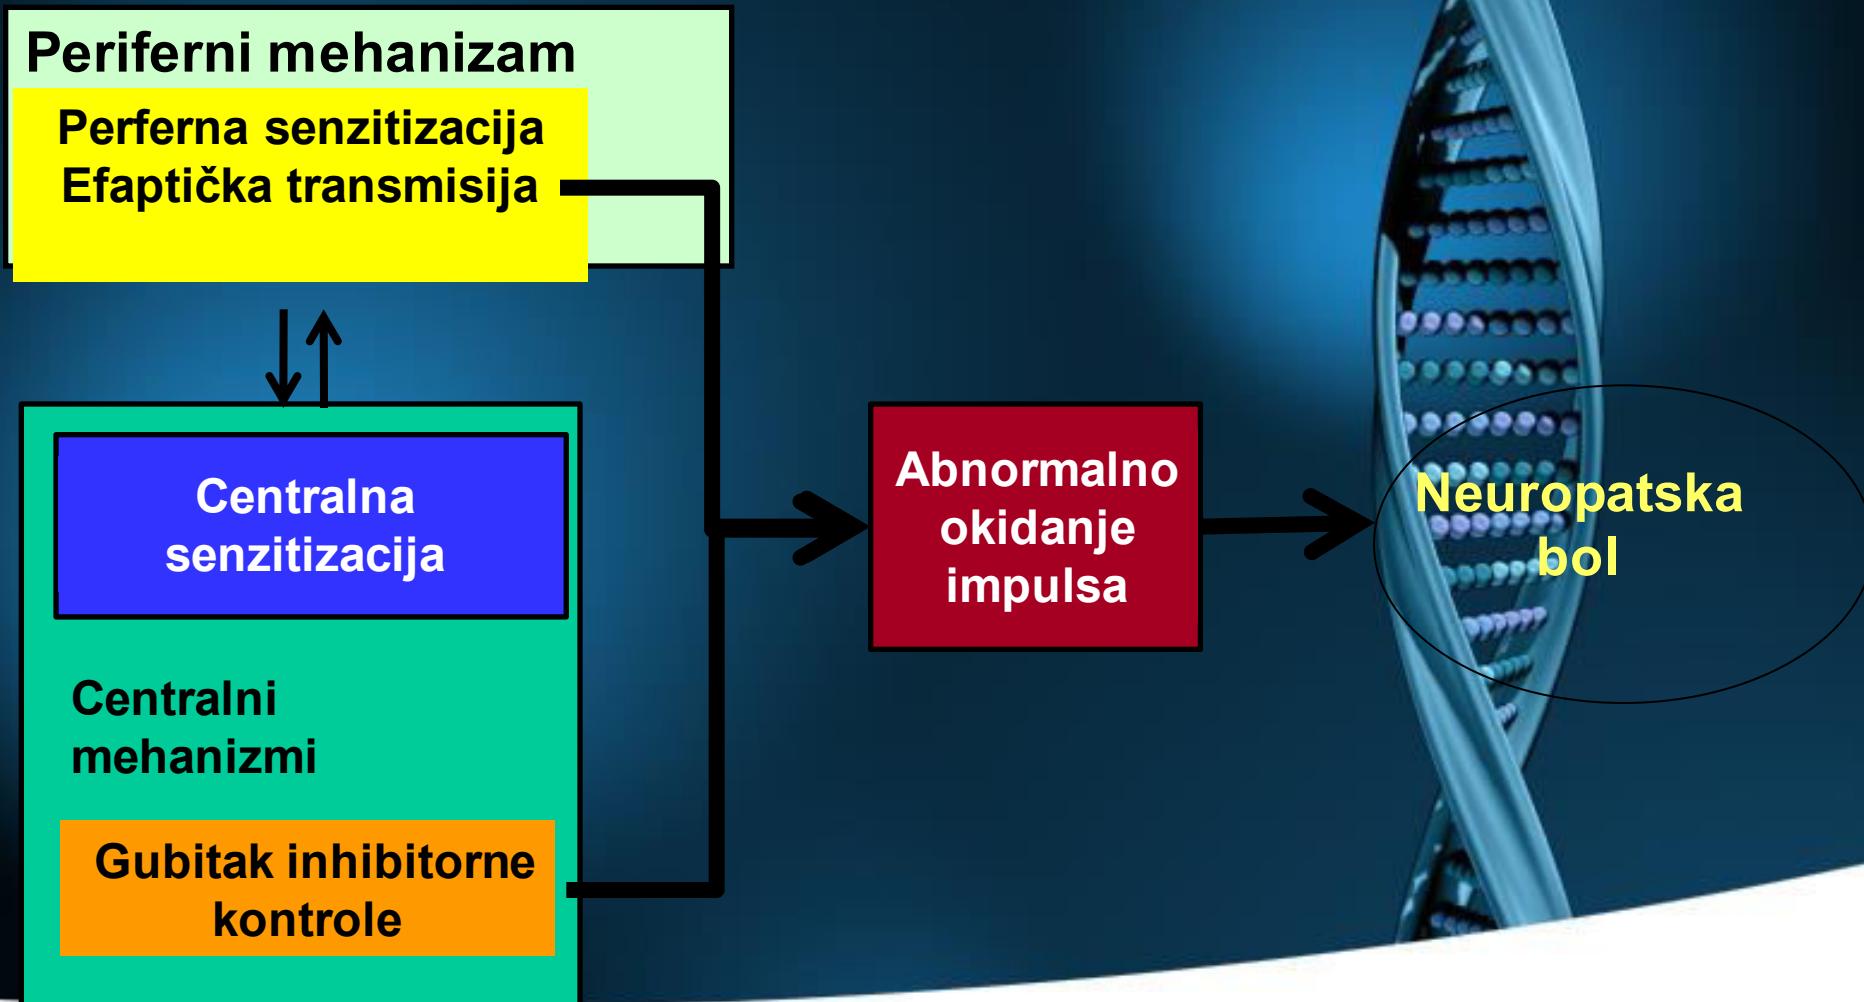 Periferni mehanizam
Perferna senzitizacija
Efaptička transmisija
Centralna
senzitizacija
Centralni
mehanizmi
Gubitak inhibitorne
kontrole
Abnormalno
okidanje
impulsa
Neuropatska
bol